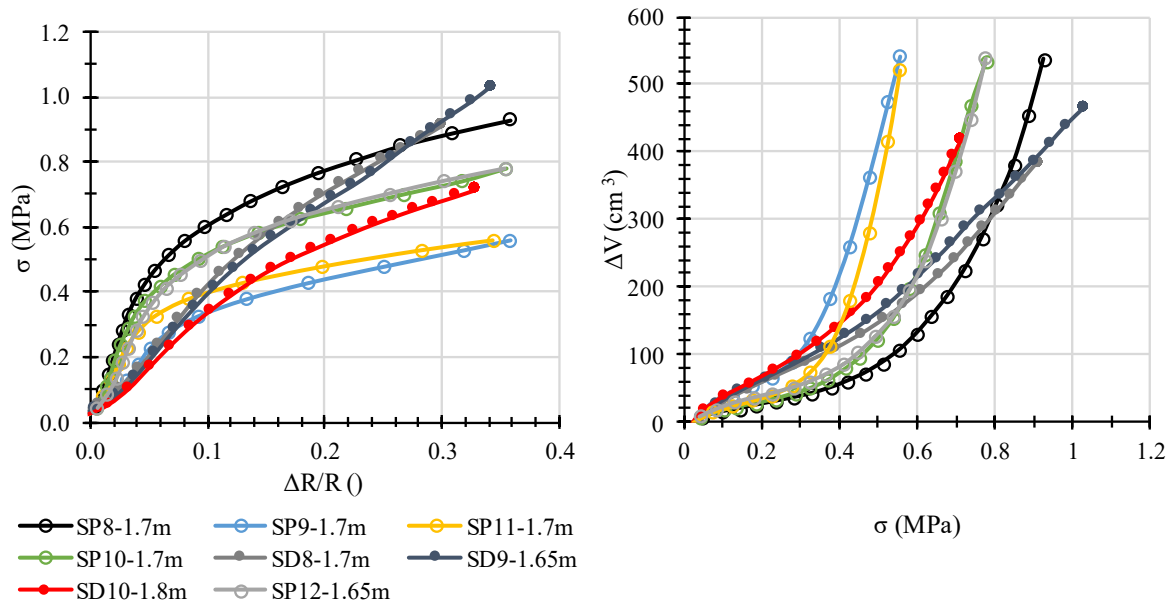 1.2
1.0
0.8
0.6
0.4
0.2
0.0
σ (MPa)
0.0 0.1 0.2 0.3 0.4
ΔR/R ()
600
500
400
300
200
100
0
ΔV (cm³)
0 0.2 0.4 0.6 0.8 1 1.2
σ (MPa)
SP8-1.7m SP9-1.7m SP11-1.7m
SP10-1.7m SD8-1.7m SD9-1.65m
SD10-1.8m SP12-1.65m